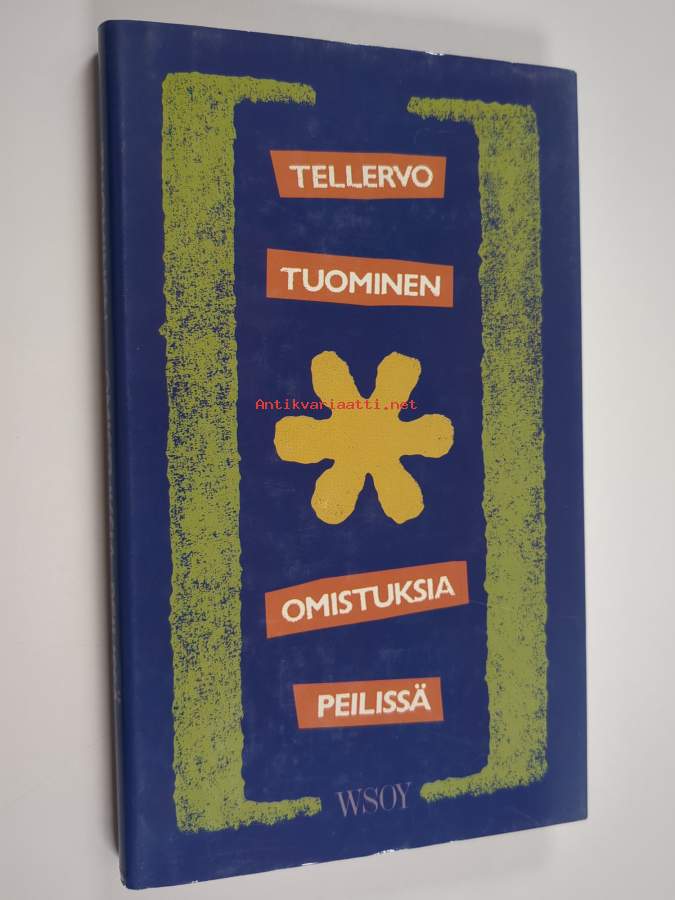 TELLERVO
TUOMINEN
Antikvariaatti.net
OMISTUKSIA
PEILISSÄ
WSOY